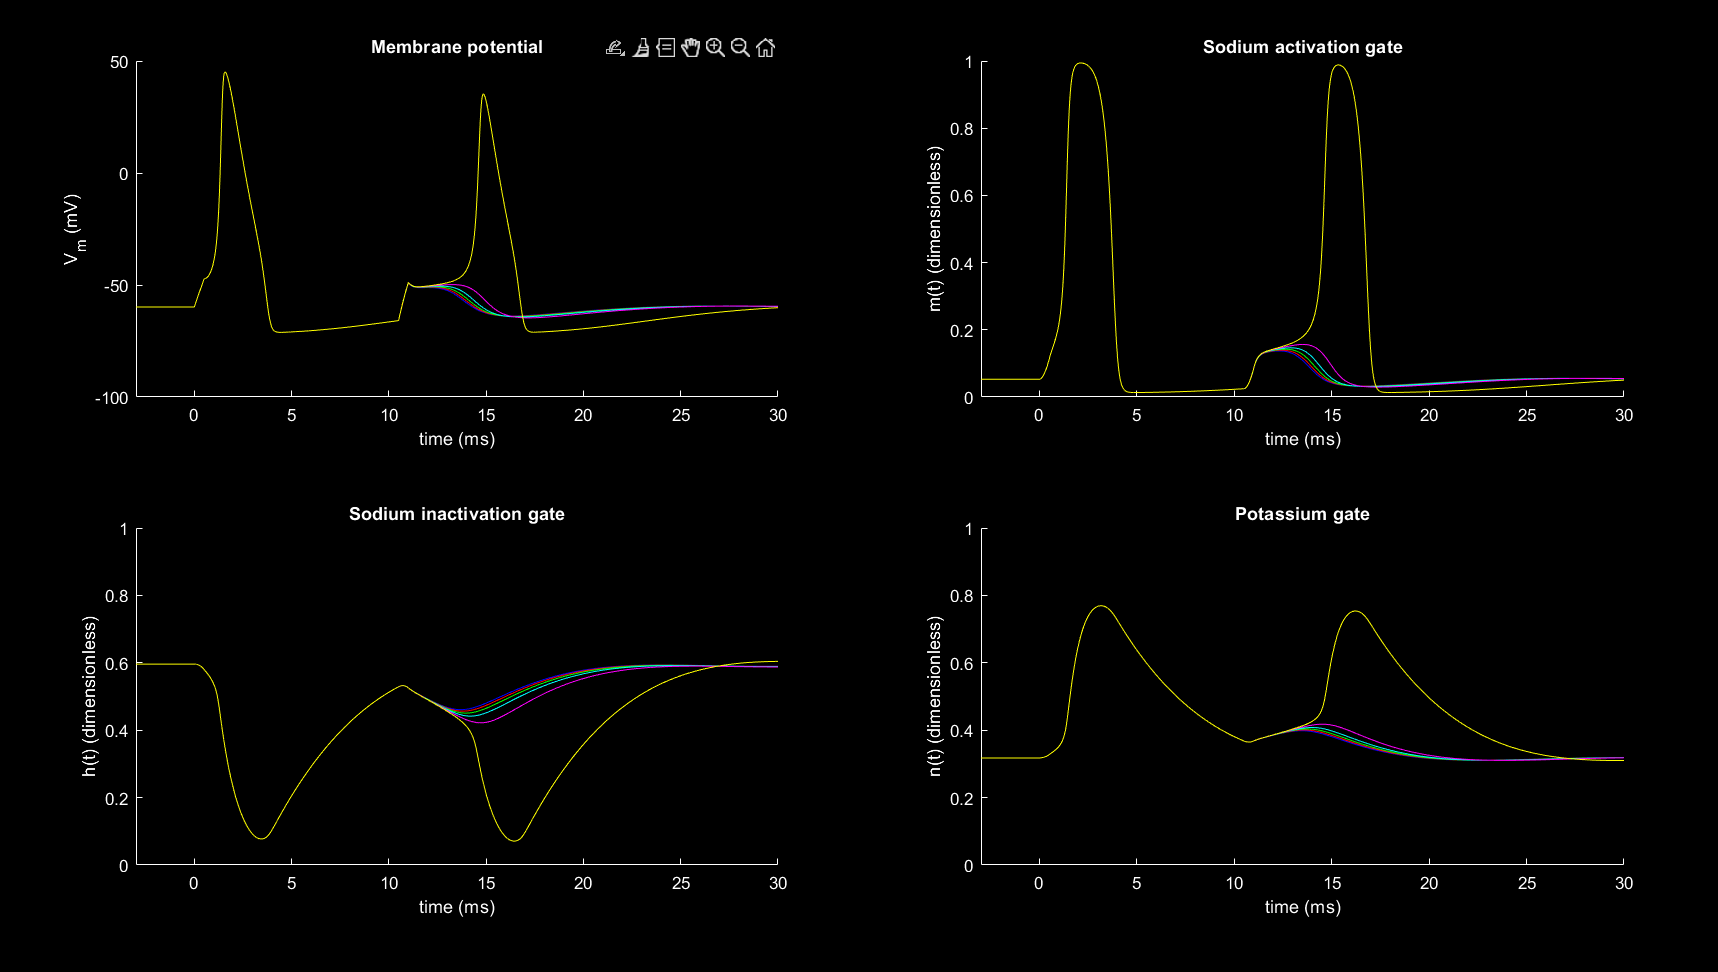 Membrane potential
50
0
-50
-100
V_m (mV)
0 5 10 15 20 25 30
time (ms)
Sodium activation gate
1
0.8
0.6
0.4
0.2
0
m(t) (dimensionless)
0 5 10 15 20 25 30
time (ms)
Sodium inactivation gate
1
0.8
0.6
0.4
0.2
0
h(t) (dimensionless)
0 5 10 15 20 25 30
time (ms)
Potassium gate
1
0.8
0.6
0.4
0.2
0
n(t) (dimensionless)
0 5 10 15 20 25 30
time (ms)